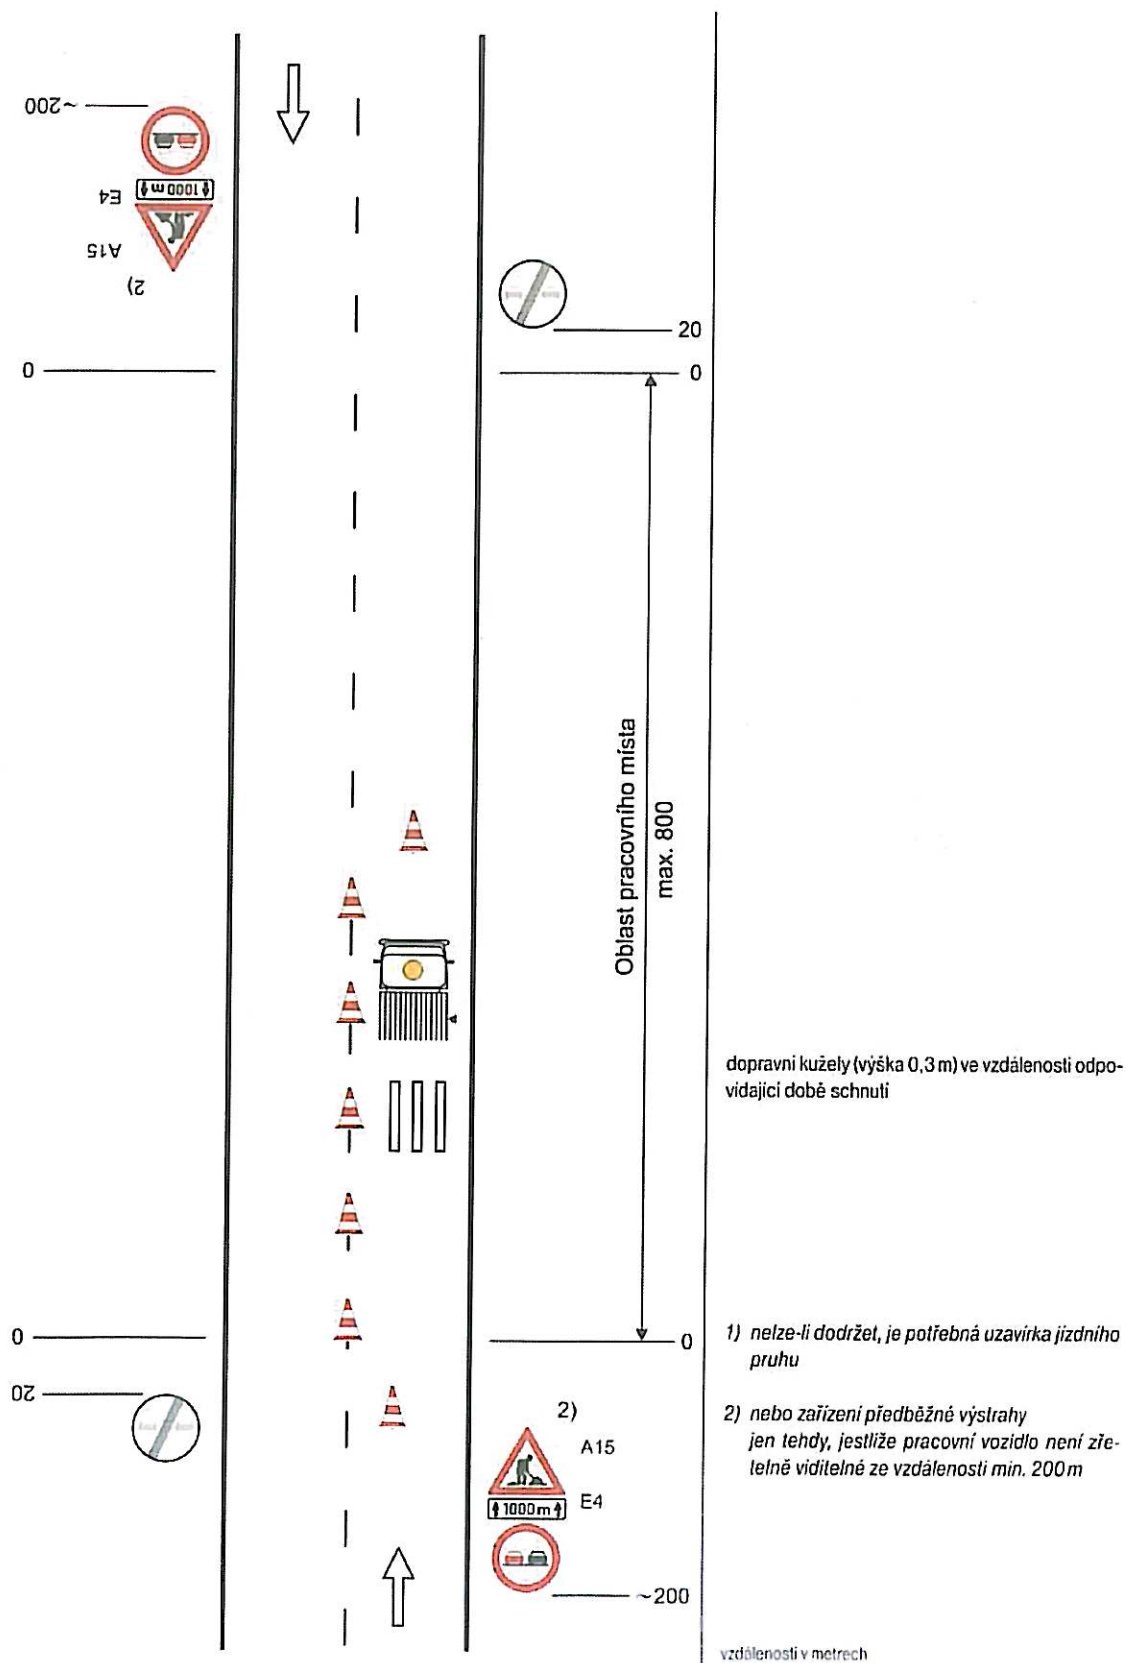 ~200
1000 m
E4
A15
2)
20
0
0
Oblast pracovního místa
max. 800
dopravní kužely (výška 0,3 m) ve vzdálenosti odpo-
vídající době schnutí
0
0
1) nelze-li dodržet, je potřebná uzavírka jízdního
pruhu
20
2)
A15
1000 m
E4
2) nebo zařízení předběžné výstrahy
jen tehdy, jestliže pracovní vozidlo není zře-
telně viditelné ze vzdálenosti min. 200 m
~200
vzdálenosti v metrech